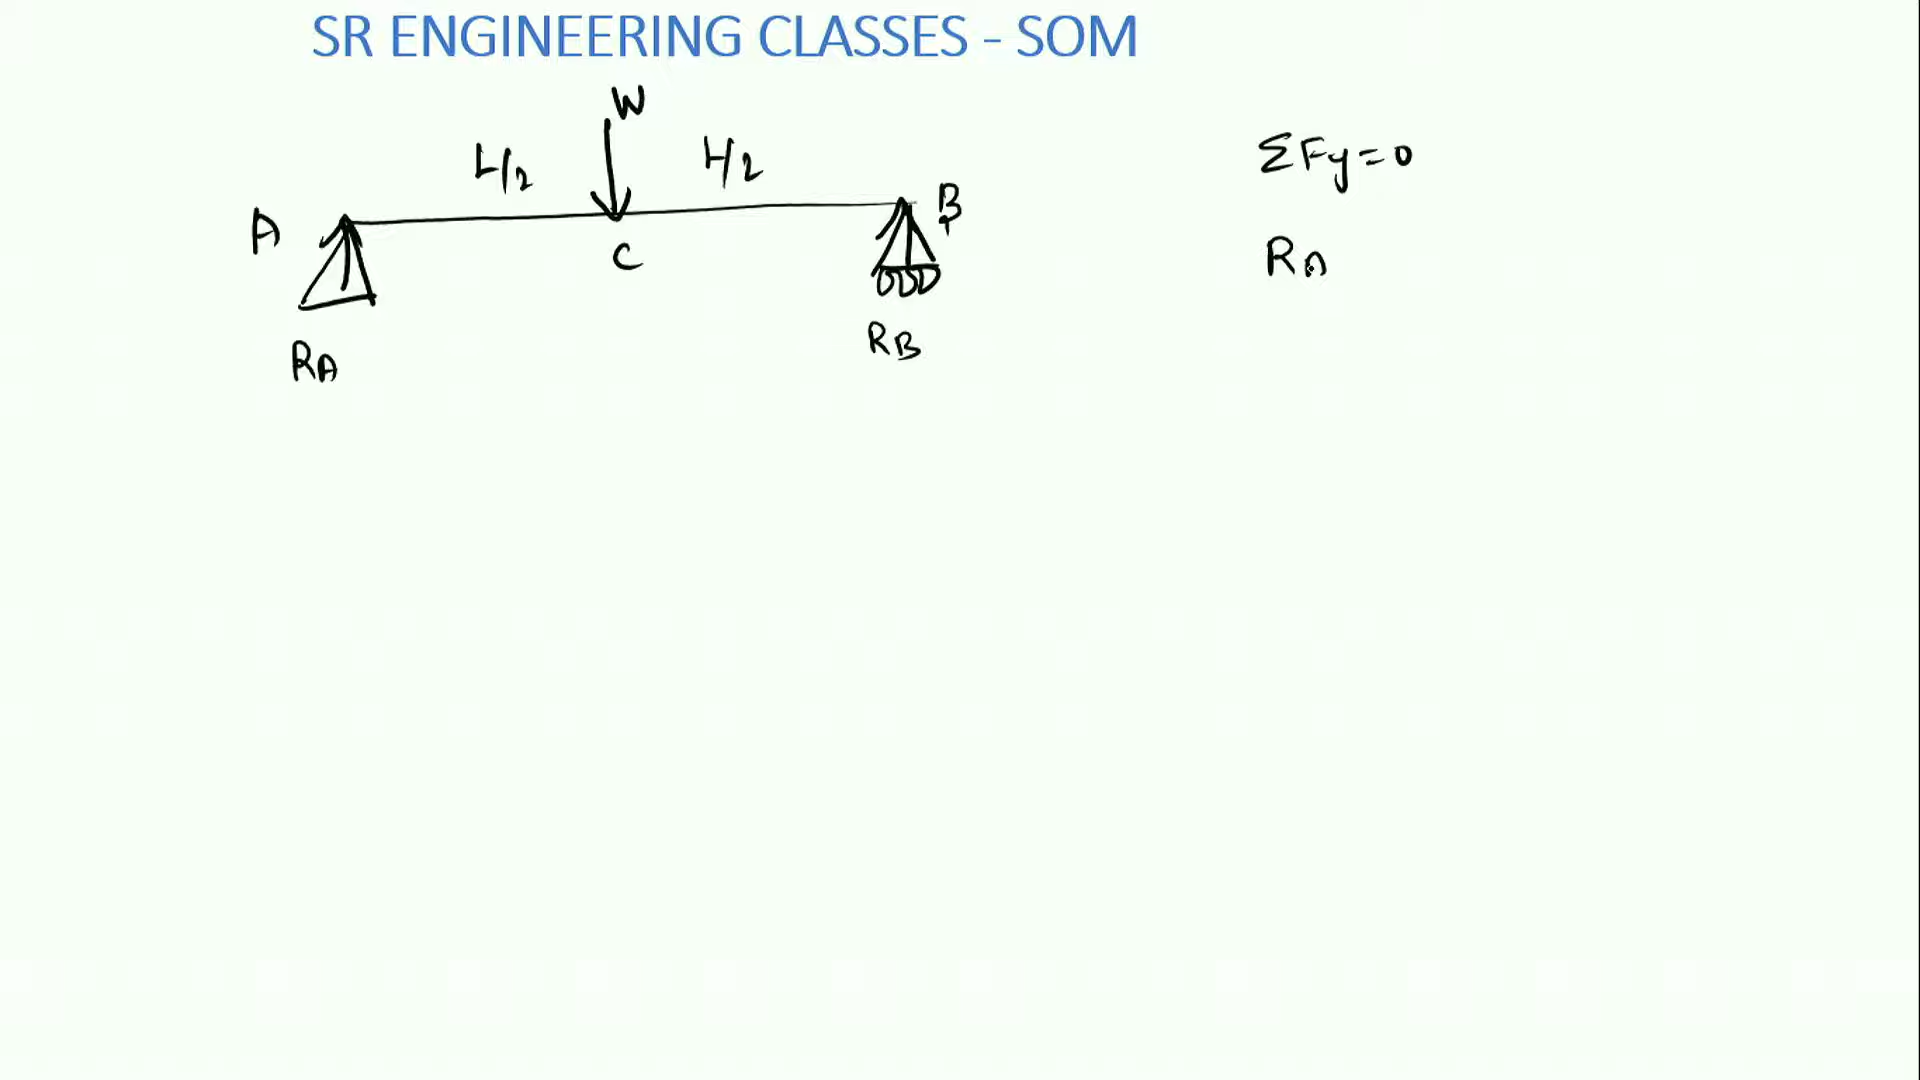 SR ENGINEERING CLASSES - SOM
W
L/2
L/2
ΣFy=0
A
B
C
RA
RB
RA